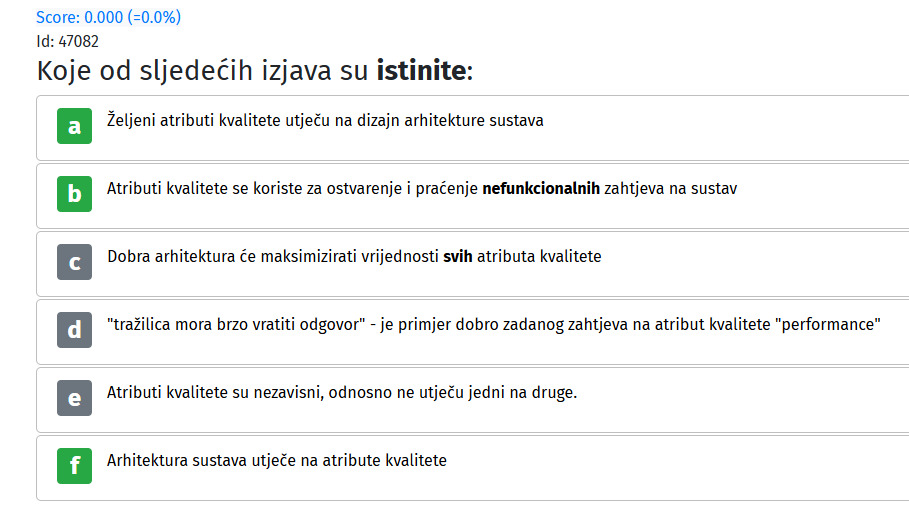 Score: 0.000 (=0.0%)
Id: 47082
Koje od sljedećih izjava su istinite:
a Željeni atributi kvalitete utječu na dizajn arhitekture sustava
b Atributi kvalitete se koriste za ostvarenje i praćenje nefunkcionalnih zahtjeva na sustav
c Dobra arhitektura će maksimizirati vrijednosti svih atributa kvalitete
d "tražilica mora brzo vratiti odgovor" - je primjer dobro zadanog zahtjeva na atribut kvalitete "performance"
e Atributi kvalitete su nezavisni, odnosno ne utječu jedni na druge.
f Arhitektura sustava utječe na atribute kvalitete